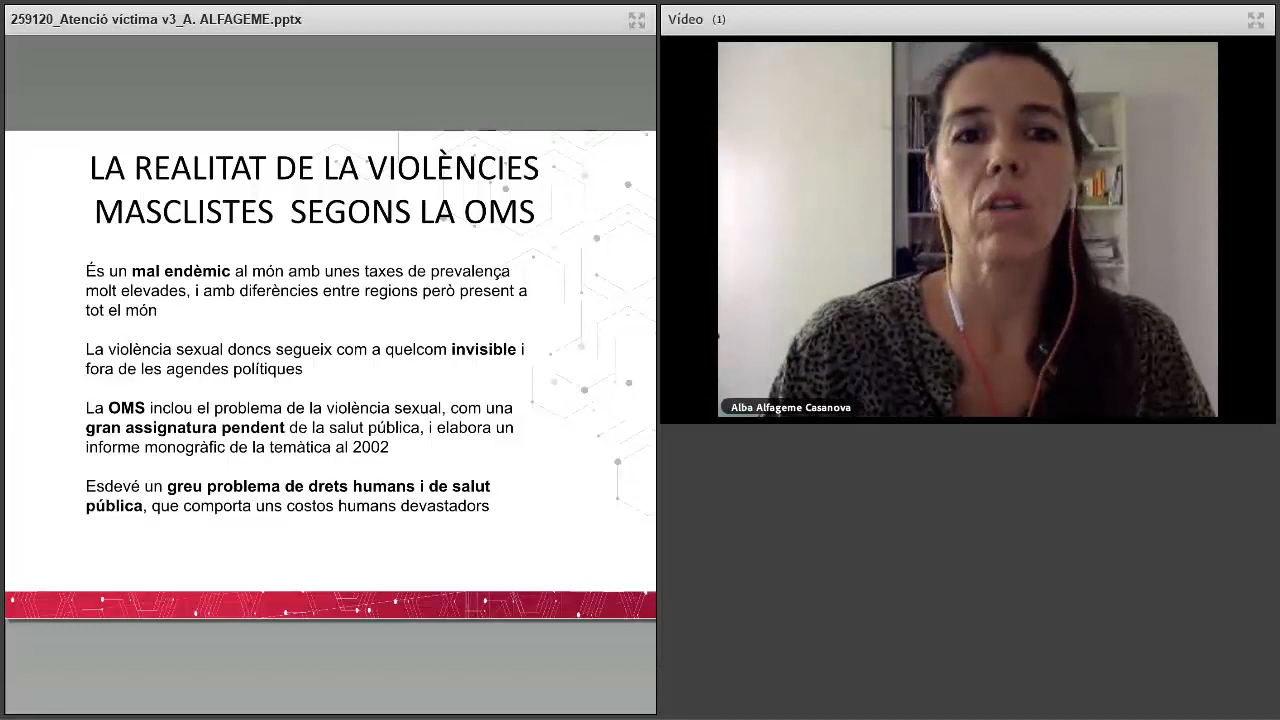 259120_Atenció víctima v3_A. ALFAGEME.pptx
Vídeo (1)
LA REALITAT DE LA VIOLÈNCIES
MASCLISTES SEGONS LA OMS
És un mal endèmic al món amb unes taxes de prevalença
molt elevades, i amb diferències entre regions però present a
tot el món
La violència sexual doncs segueix com a quelcom invisible i
fora de les agendes polítiques
La OMS inclou el problema de la violència sexual, com una
gran assignatura pendent de la salut pública, i elabora un
informe monogràfic de la temàtica al 2002
Esdevé un greu problema de drets humans i de salut
pública, que comporta uns costos humans devastadors
Alba Alfageme Casanova